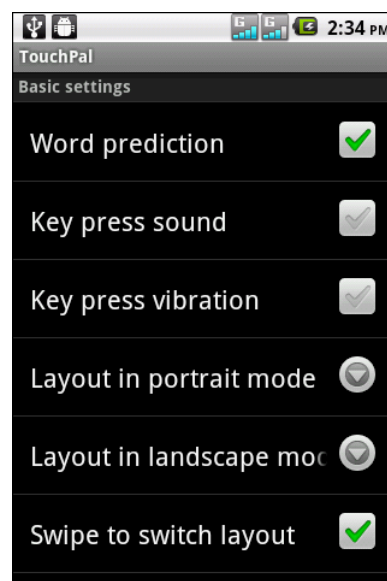 G G 2:34 PM
TouchPal
Basic settings
Word prediction
Key press sound
Key press vibration
Layout in portrait mode
Layout in landscape mod
Swipe to switch layout